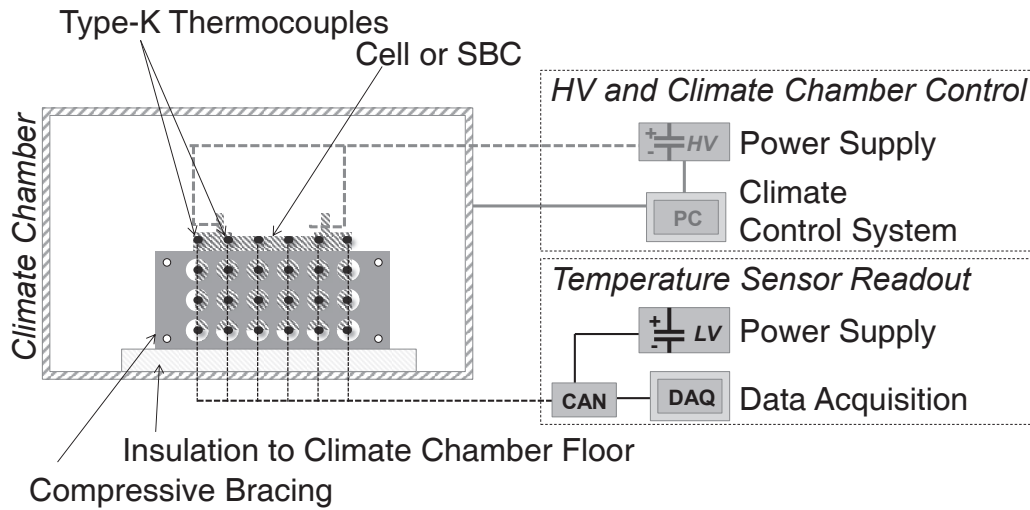 Type-K Thermocouples
Cell or SBC
Climate Chamber
HV and Climate Chamber Control
+
-
HV
Power Supply
PC
Climate
Control System
Temperature Sensor Readout
+
-
LV
Power Supply
CAN
DAQ
Data Acquisition
Insulation to Climate Chamber Floor
Compressive Bracing